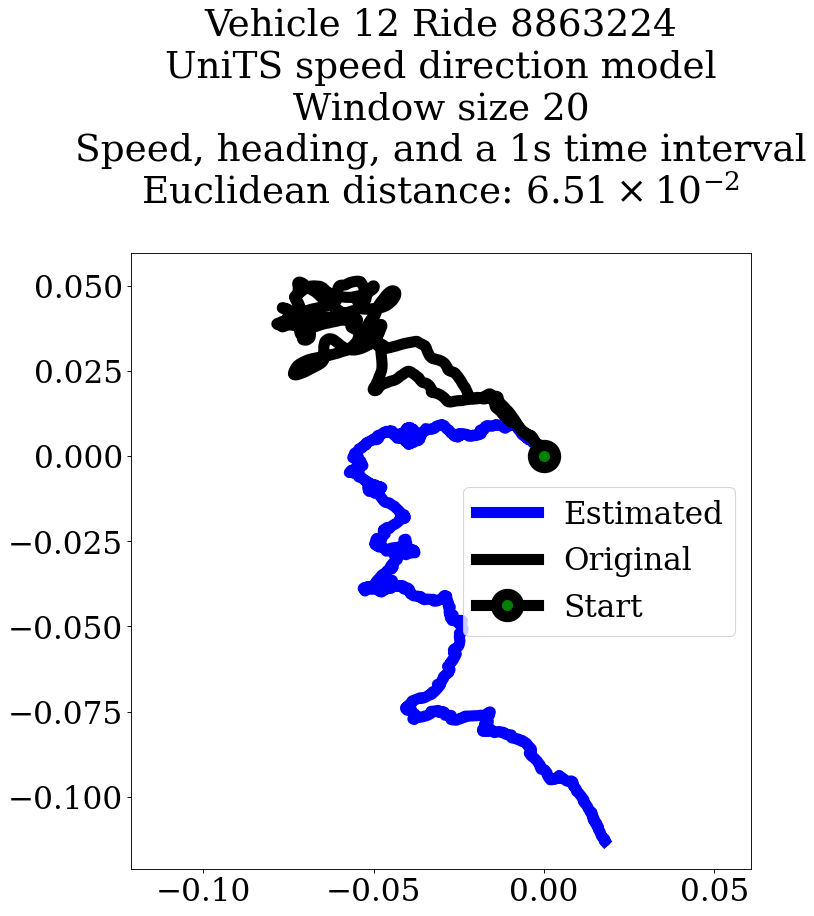 Vehicle 12 Ride 8863224
UniTS speed direction model
Window size 20
Speed, heading, and a 1s time interval
Euclidean distance: 6.51 × 10⁻²
0.050
0.025
0.000
−0.025
−0.050
−0.075
−0.100
Estimated
Original
Start
−0.10
−0.05
0.00
0.05